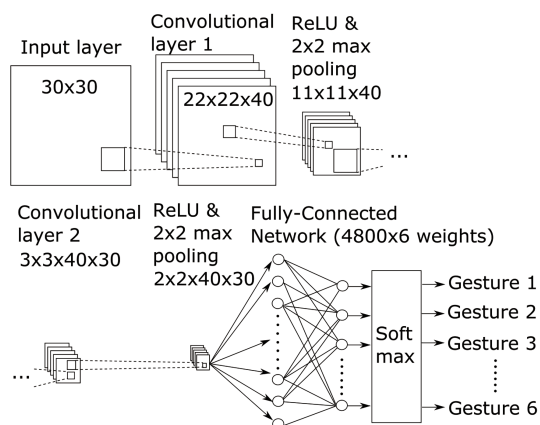 Input layer
30x30
Convolutional
layer 1
22x22x40
ReLU &
2x2 max
pooling
11x11x40
...
Convolutional
layer 2
3x3x40x30
ReLU &
2x2 max
pooling
2x2x40x30
Fully-Connected
Network (4800x6 weights)
...
Soft
max
Gesture 1
Gesture 2
Gesture 3
Gesture 6